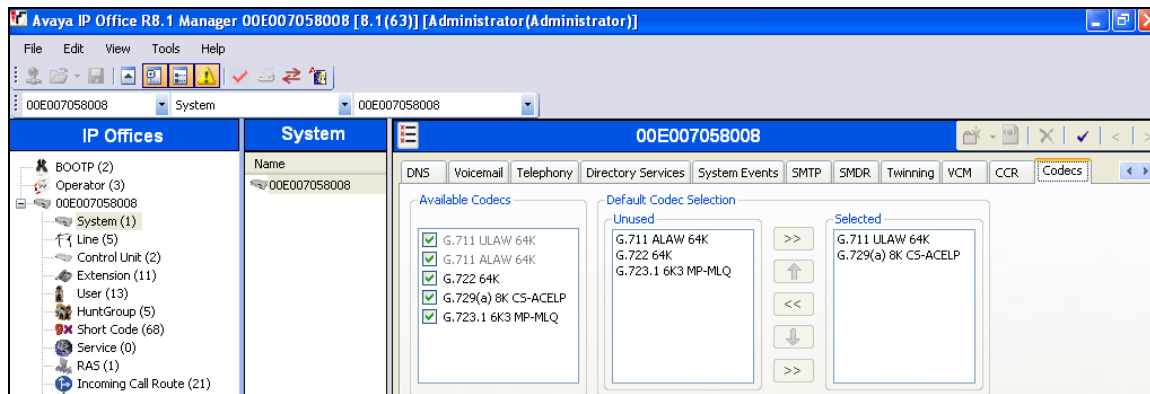 Avaya IP Office R8.1 Manager 00E007058008 [8.1(63)] [Administrator(Administrator)]
File Edit View Tools Help
00E007058008 System 00E007058008
IP Offices
BOOTP (2)
Operator (3)
00E007058008
System (1)
Line (5)
Control Unit (2)
Extension (11)
User (13)
HuntGroup (5)
Short Code (68)
Service (0)
RAS (1)
Incoming Call Route (21)
System
Name
00E007058008
00E007058008
DNS Voicemail Telephony Directory Services System Events SMTP SMDR Twinning VCM CCR Codecs
Available Codecs
G.711 ULAW 64K
G.711 ALAW 64K
G.722 64K
G.729(a) 8K CS-ACELP
G.723.1 6K3 MP-MLQ
Default Codec Selection
Unused
G.711 ALAW 64K
G.722 64K
G.723.1 6K3 MP-MLQ
>>
<<
>>
Selected
G.711 ULAW 64K
G.729(a) 8K CS-ACELP